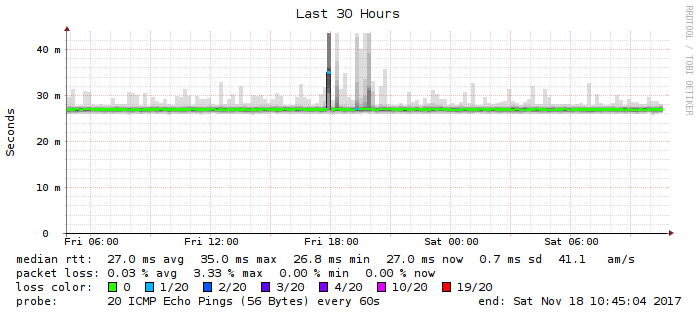 Last 30 Hours
RRDTOOL / TOBI OETIKER
Seconds
40 m
30 m
20 m
10 m
0
Fri 06:00 Fri 12:00 Fri 18:00 Sat 00:00 Sat 06:00
median rtt: 27.0 ms avg 35.0 ms max 26.8 ms min 27.0 ms now 0.7 ms sd 41.1 am/s
packet loss: 0.03 % avg 3.33 % max 0.00 % min 0.00 % now
loss color: 0 1/20 2/20 3/20 4/20 10/20 19/20
probe: 20 ICMP Echo Pings (56 Bytes) every 60s end: Sat Nov 18 10:45:04 2017